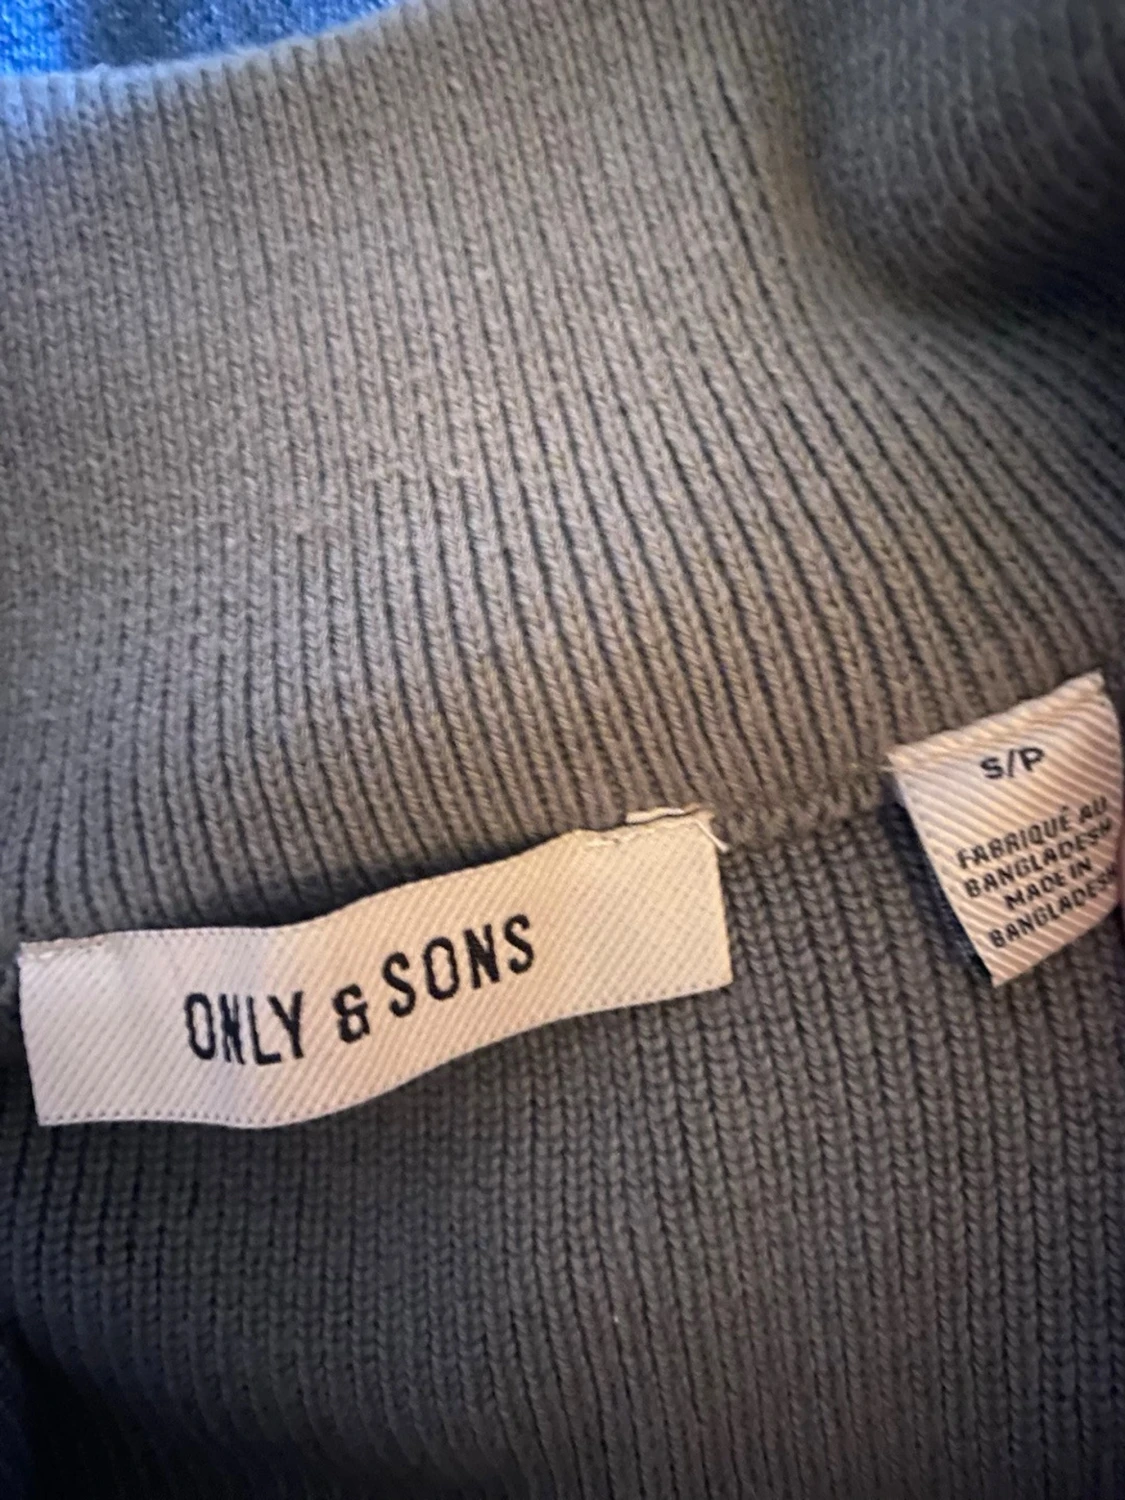 ONLY & SONS
S/P
FABRIQUÉ AU
BANGLADESH
MADE IN
BANGLADESH